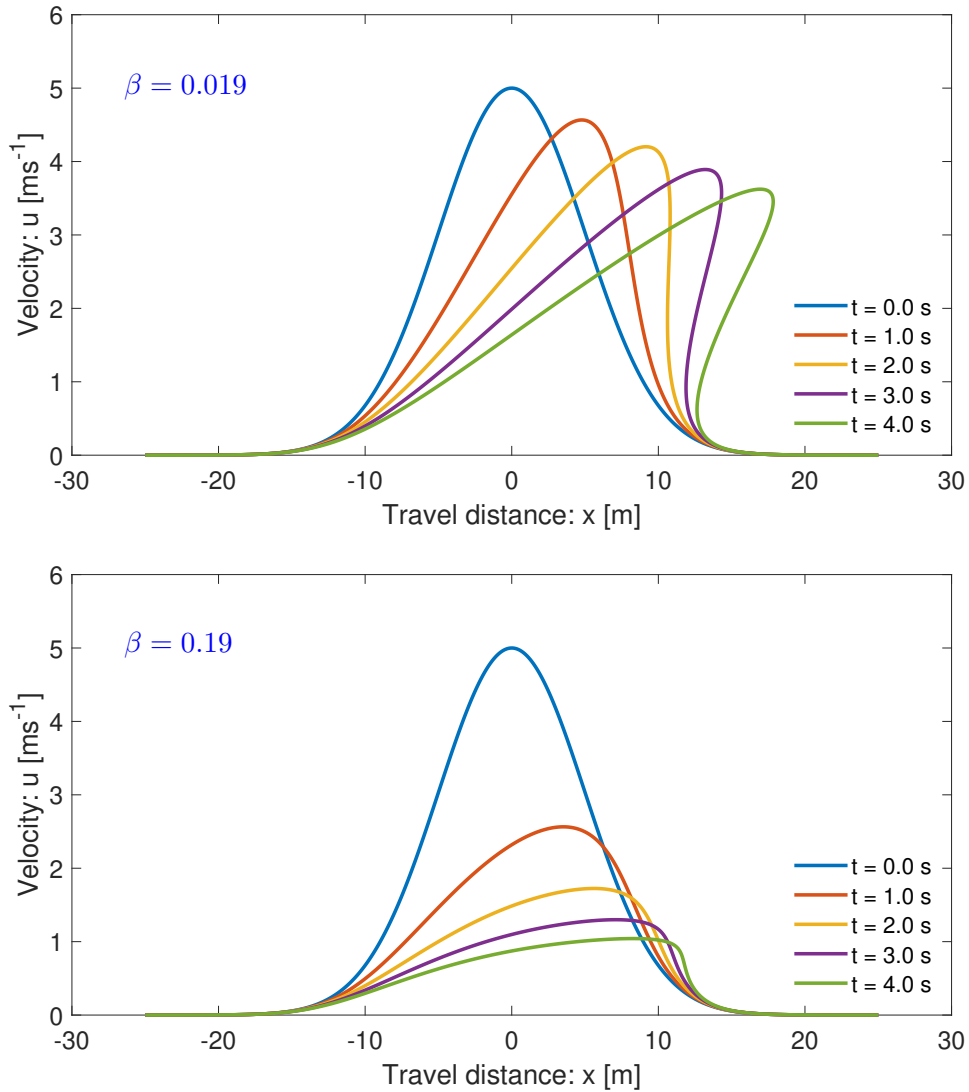 6
5
4
3
2
1
0
Velocity: u [ms⁻¹]
β = 0.019
t = 0.0 s
t = 1.0 s
t = 2.0 s
t = 3.0 s
t = 4.0 s
-30 -20 -10 0 10 20 30
Travel distance: x [m]
6
5
4
3
2
1
0
Velocity: u [ms⁻¹]
β = 0.19
t = 0.0 s
t = 1.0 s
t = 2.0 s
t = 3.0 s
t = 4.0 s
-30 -20 -10 0 10 20 30
Travel distance: x [m]